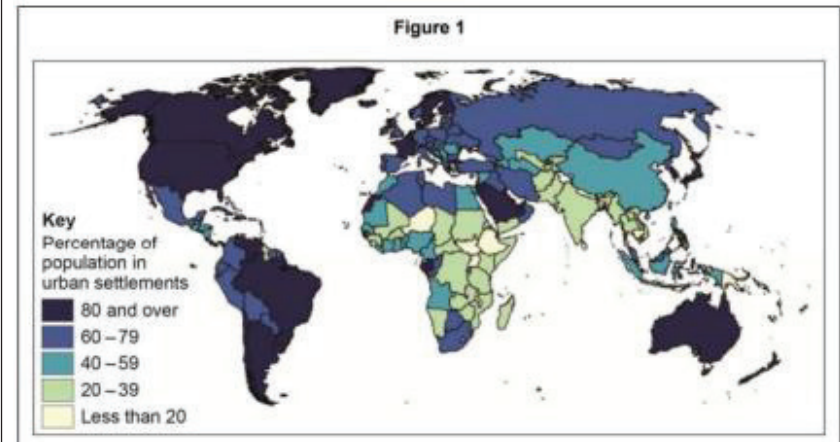 Figure 1
Key
Percentage of
population in
urban settlements
80 and over
60 – 79
40 – 59
20 – 39
Less than 20